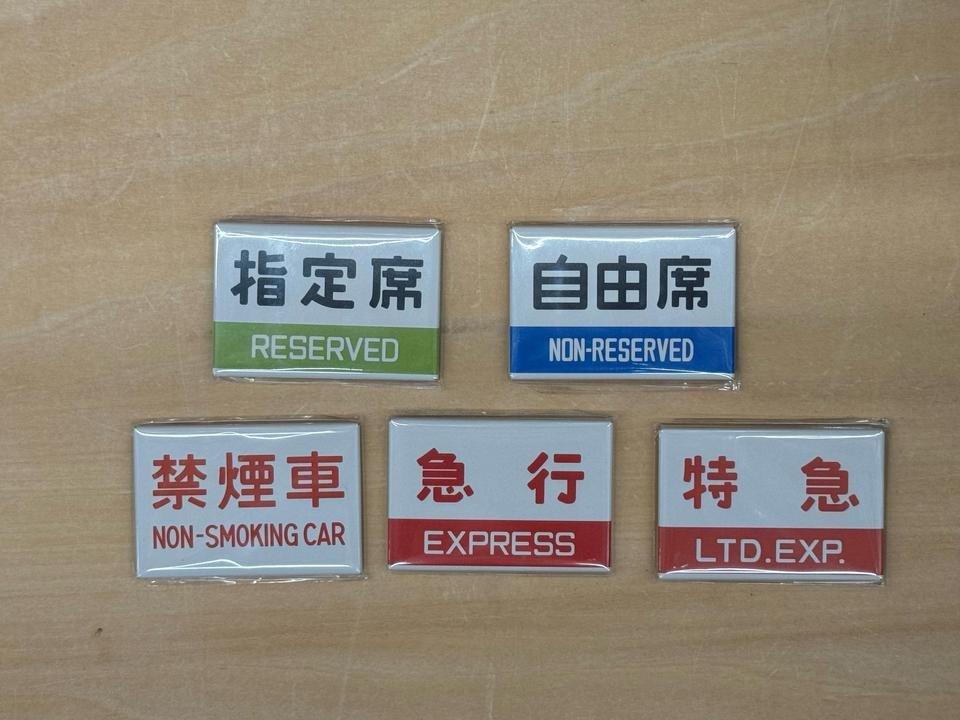 指定席
RESERVED
自由席
NON-RESERVED
禁煙車
NON-SMOKING CAR
急 行
EXPRESS
特 急
LTD.EXP.